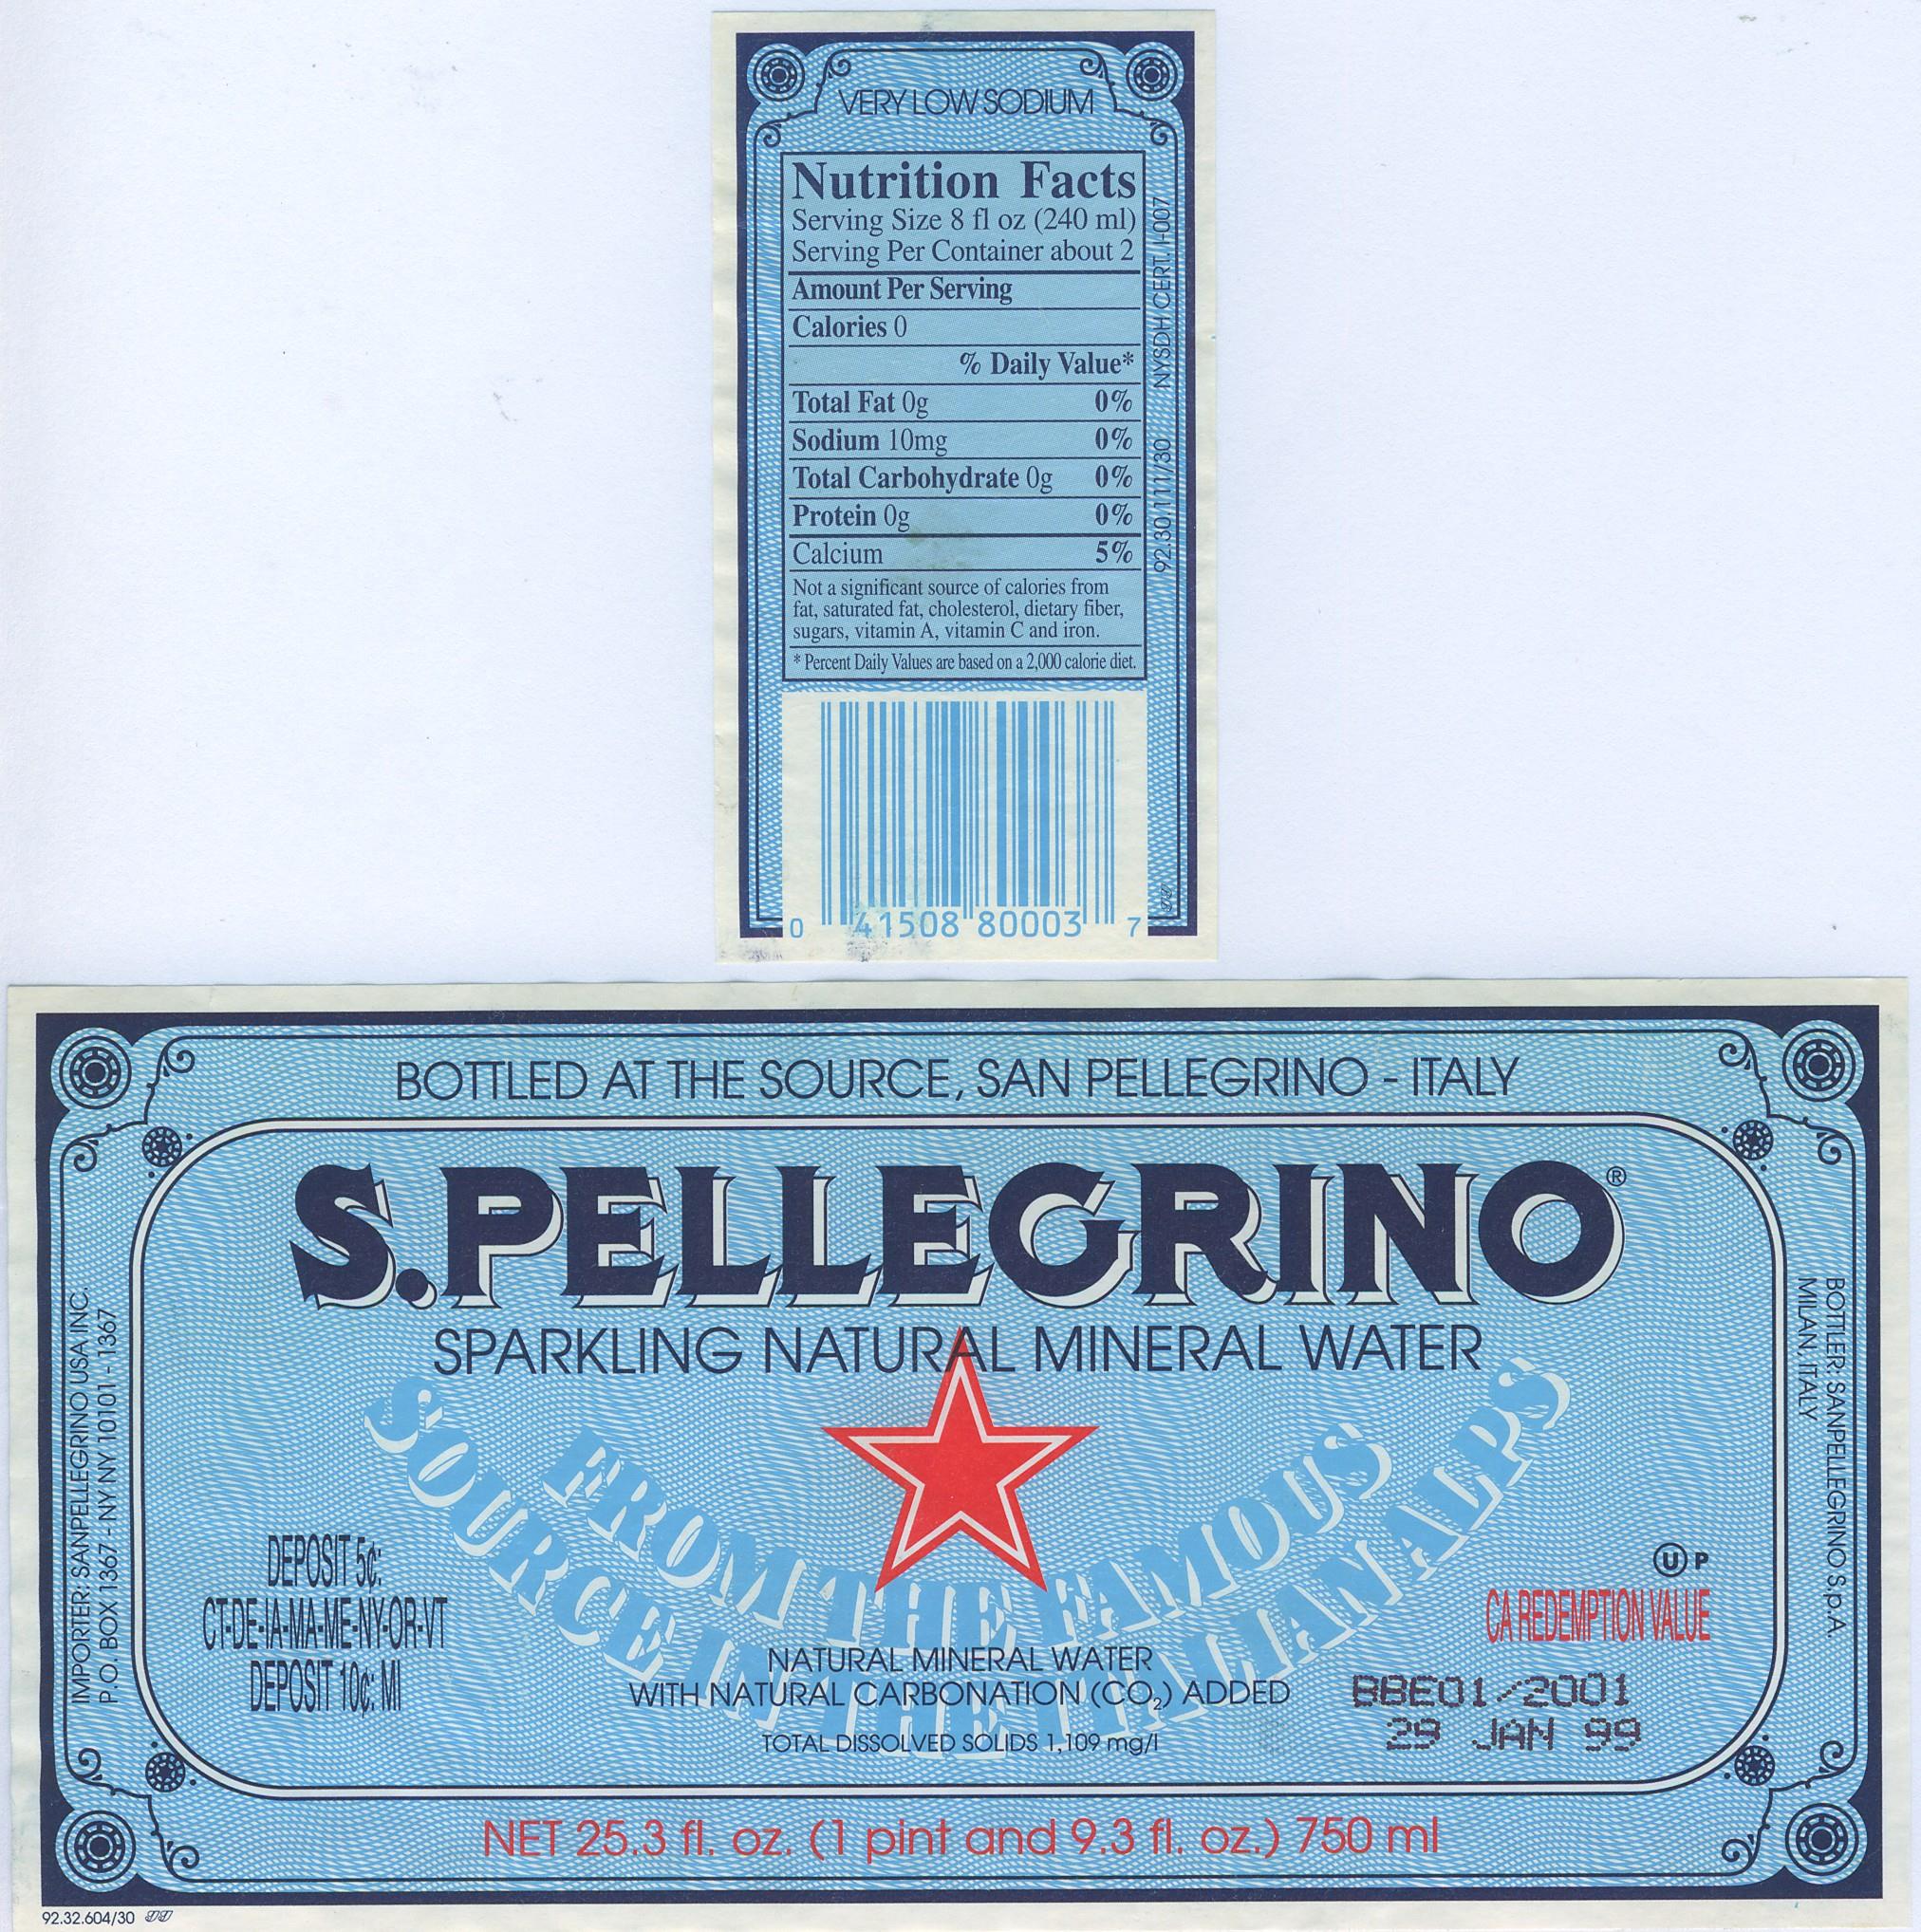 VERY LOW SODIUM
Nutrition Facts
Serving Size 8 fl oz (240 ml)
Serving Per Container about 2
Amount Per Serving
Calories 0
% Daily Value*
Total Fat 0g 0%
Sodium 10mg 0%
Total Carbohydrate 0g 0%
Protein 0g 0%
Calcium 5%
Not a significant source of calories from
fat, saturated fat, cholesterol, dietary fiber,
sugars, vitamin A, vitamin C and iron.
* Percent Daily Values are based on a 2,000 calorie diet.
92.30.111/30 NYSDH CERT. I-007
0 41508 80003 7
BOTTLED AT THE SOURCE, SAN PELLEGRINO - ITALY
S.PELLEGRINO®
SPARKLING NATURAL MINERAL WATER
FROM THE FAMOUS
SOURCE IN THE ITALIAN ALPS
IMPORTER: SANPELLEGRINO USA INC.
P.O. BOX 1367 - NY NY 10101 - 1367
BOTTLER: SANPELLEGRINO S.p.A.
MILAN ITALY
DEPOSIT 5¢:
CT-DE-IA-MA-ME-NY-OR-VT
DEPOSIT 10¢: MI
U P
CA REDEMPTION VALUE
NATURAL MINERAL WATER
WITH NATURAL CARBONATION (CO₂) ADDED
TOTAL DISSOLVED SOLIDS 1,109 mg/l
BBE01/2001
29 JAN 99
NET 25.3 fl. oz. (1 pint and 9.3 fl. oz.) 750 ml
92.32.604/30